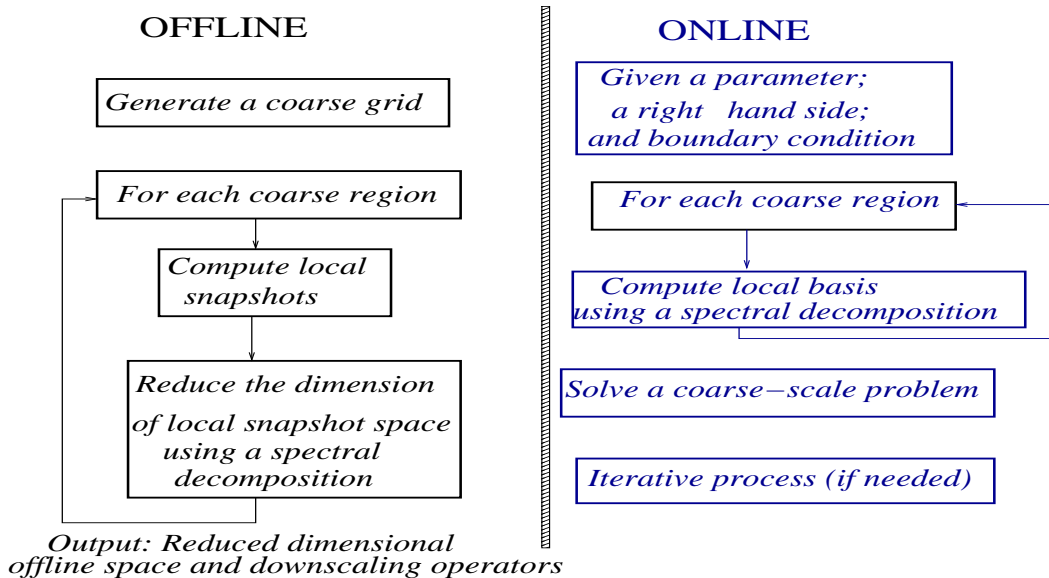 OFFLINE
Generate a coarse grid
For each coarse region
Compute local
snapshots
Reduce the dimension
of local snapshot space
using a spectral
decomposition
Output: Reduced dimensional
offline space and downscaling operators
ONLINE
Given a parameter;
a right hand side;
and boundary condition
For each coarse region
Compute local basis
using a spectral decomposition
Solve a coarse−scale problem
Iterative process (if needed)